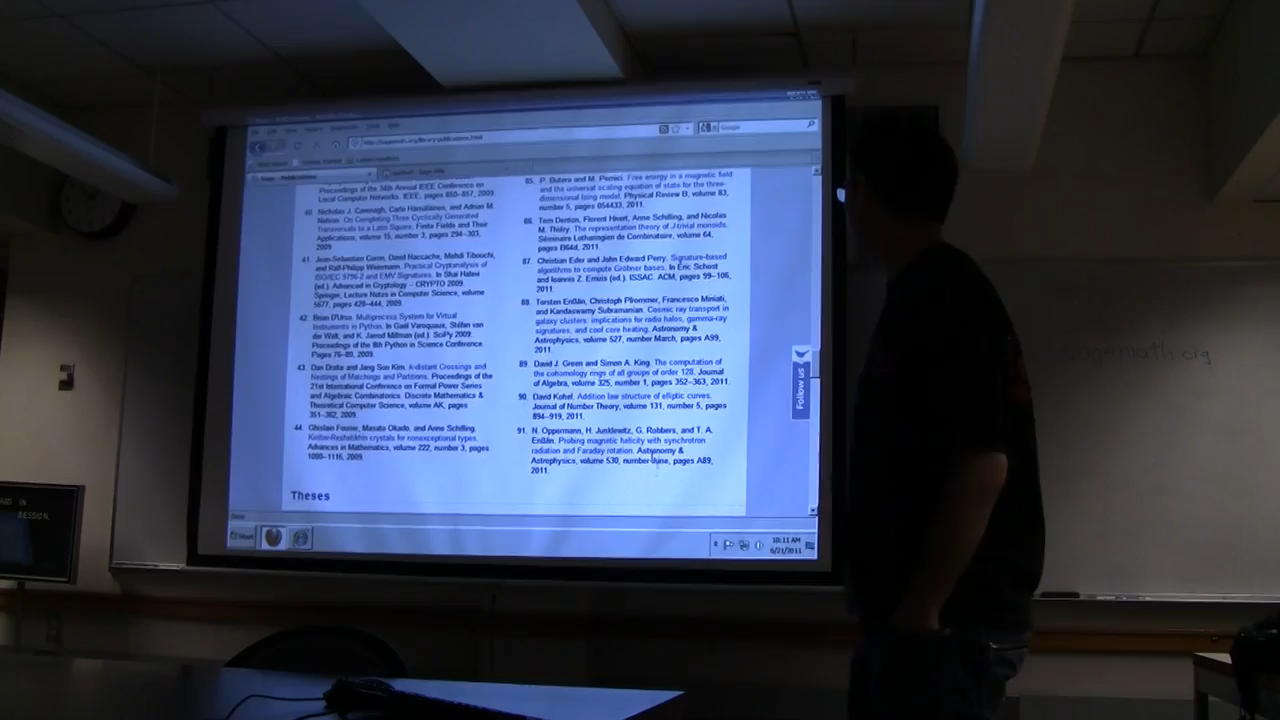 http://sagemath.org/library-publications.html
Google
Proceedings of the 34th Annual IEEE Conference on
Local Computer Networks. IEEE, pages 850–857, 2009.
40. Nicholas J. Cavenagh, Carlo Hämäläinen, and Adrian M.
Nelson. On Completing Three Cyclically Generated
Transversals to a Latin Square. Finite Fields and Their
Applications, volume 15, number 3, pages 294–303,
2009.
41. Jean-Sébastien Coron, David Naccache, Mehdi Tibouchi,
and Ralf-Philipp Weinmann. Practical Cryptanalysis of
ISO/IEC 9796-2 and EMV Signatures. In Shai Halevi
(ed.). Advanced in Cryptology – CRYPTO 2009.
Springer, Lecture Notes in Computer Science, volume
5677, pages 428–444, 2009.
42. Brian D'Urso. Multiprocess System for Virtual
Instruments in Python. In Gaël Varoquaux, Stéfan van
der Walt, and K. Jarrod Millman (ed.). SciPy 2009:
Proceedings of the 8th Python in Science Conference.
Pages 76–80, 2009.
43. Dan Drake and Jang Soo Kim. k-distant Crossings and
Nestings of Matchings and Partitions. Proceedings of the
21st International Conference on Formal Power Series
and Algebraic Combinatorics. Discrete Mathematics &
Theoretical Computer Science, volume AK, pages
351–362, 2009.
44. Ghislain Fourier, Masato Okado, and Anne Schilling.
Kirillov-Reshetikhin crystals for nonexceptional types.
Advances in Mathematics, volume 222, number 3, pages
1080–1116, 2009.
Theses
85. P. Butera and M. Pernici. Free energy in a magnetic field
and the universal scaling equation of state for the three-
dimensional Ising model. Physical Review B, volume 83,
number 5, pages 054433, 2011.
86. Tom Denton, Florent Hivert, Anne Schilling, and Nicolas
M. Thiéry. The representation theory of J-trivial monoids.
Séminaire Lotharingien de Combinatoire, volume 64,
pages B64d, 2011.
87. Christian Eder and John Edward Perry. Signature-based
algorithms to compute Gröbner bases. In Éric Schost
and Ioannis Z. Emiris (ed.). ISSAC. ACM, pages 99–106,
2011.
88. Torsten Enßlin, Christoph Pfrommer, Francesco Miniati,
and Kandaswamy Subramanian. Cosmic ray transport in
galaxy clusters: implications for radio halos, gamma-ray
signatures, and cool core heating. Astronomy &
Astrophysics, volume 527, number March, pages A99,
2011.
89. David J. Green and Simon A. King. The computation of
the cohomology rings of all groups of order 128. Journal
of Algebra, volume 325, number 1, pages 352–363, 2011.
90. David Kohel. Addition law structure of elliptic curves.
Journal of Number Theory, volume 131, number 5, pages
894–919, 2011.
91. N. Oppermann, H. Junklewitz, G. Robbers, and T. A.
Enßlin. Probing magnetic helicity with synchrotron
radiation and Faraday rotation. Astronomy &
Astrophysics, volume 530, number June, pages A89,
2011.
Follow us
Start
10:11 AM
6/21/2011
IN
SESSION.
gemath.org